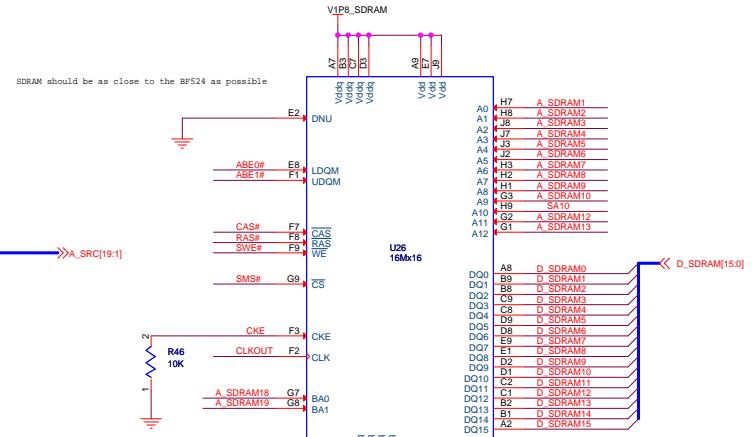 V1P8_SDRAM
SDRAM should be as close to the BF524 as possible
A7 B3 C7 D3 A9 E7 J9
Vddq Vddq Vddq Vddq Vdd Vdd Vdd
E2 DNU
ABE0# E8 LDQM
ABE1# F1 UDQM
CAS# F7 CAS
RAS# F8 RAS
SWE# F9 WE
SMS# G9 CS
CKE F3 CKE
CLKOUT F2 CLK
A_SDRAM18 G7 BA0
A_SDRAM19 G8 BA1
2
R46
10K
1
A_SRC[19:1]
U26
16Mx16
A0 H7 A_SDRAM1
A1 H8 A_SDRAM2
A2 J8 A_SDRAM3
A3 J7 A_SDRAM4
A4 J3 A_SDRAM5
A5 J2 A_SDRAM6
A6 H3 A_SDRAM7
A7 H2 A_SDRAM8
A8 H1 A_SDRAM9
A9 G3 A_SDRAM10
A10 H9 SA10
A11 G2 A_SDRAM12
A12 G1 A_SDRAM13
D_SDRAM[15:0]
DQ0 A8 D_SDRAM0
DQ1 B9 D_SDRAM1
DQ2 B8 D_SDRAM2
DQ3 C9 D_SDRAM3
DQ4 C8 D_SDRAM4
DQ5 D9 D_SDRAM5
DQ6 D8 D_SDRAM6
DQ7 E9 D_SDRAM7
DQ8 E1 D_SDRAM8
DQ9 D2 D_SDRAM9
DQ10 D1 D_SDRAM10
DQ11 C2 D_SDRAM11
DQ12 C1 D_SDRAM12
DQ13 B2 D_SDRAM13
DQ14 B1 D_SDRAM14
DQ15 A2 D_SDRAM15